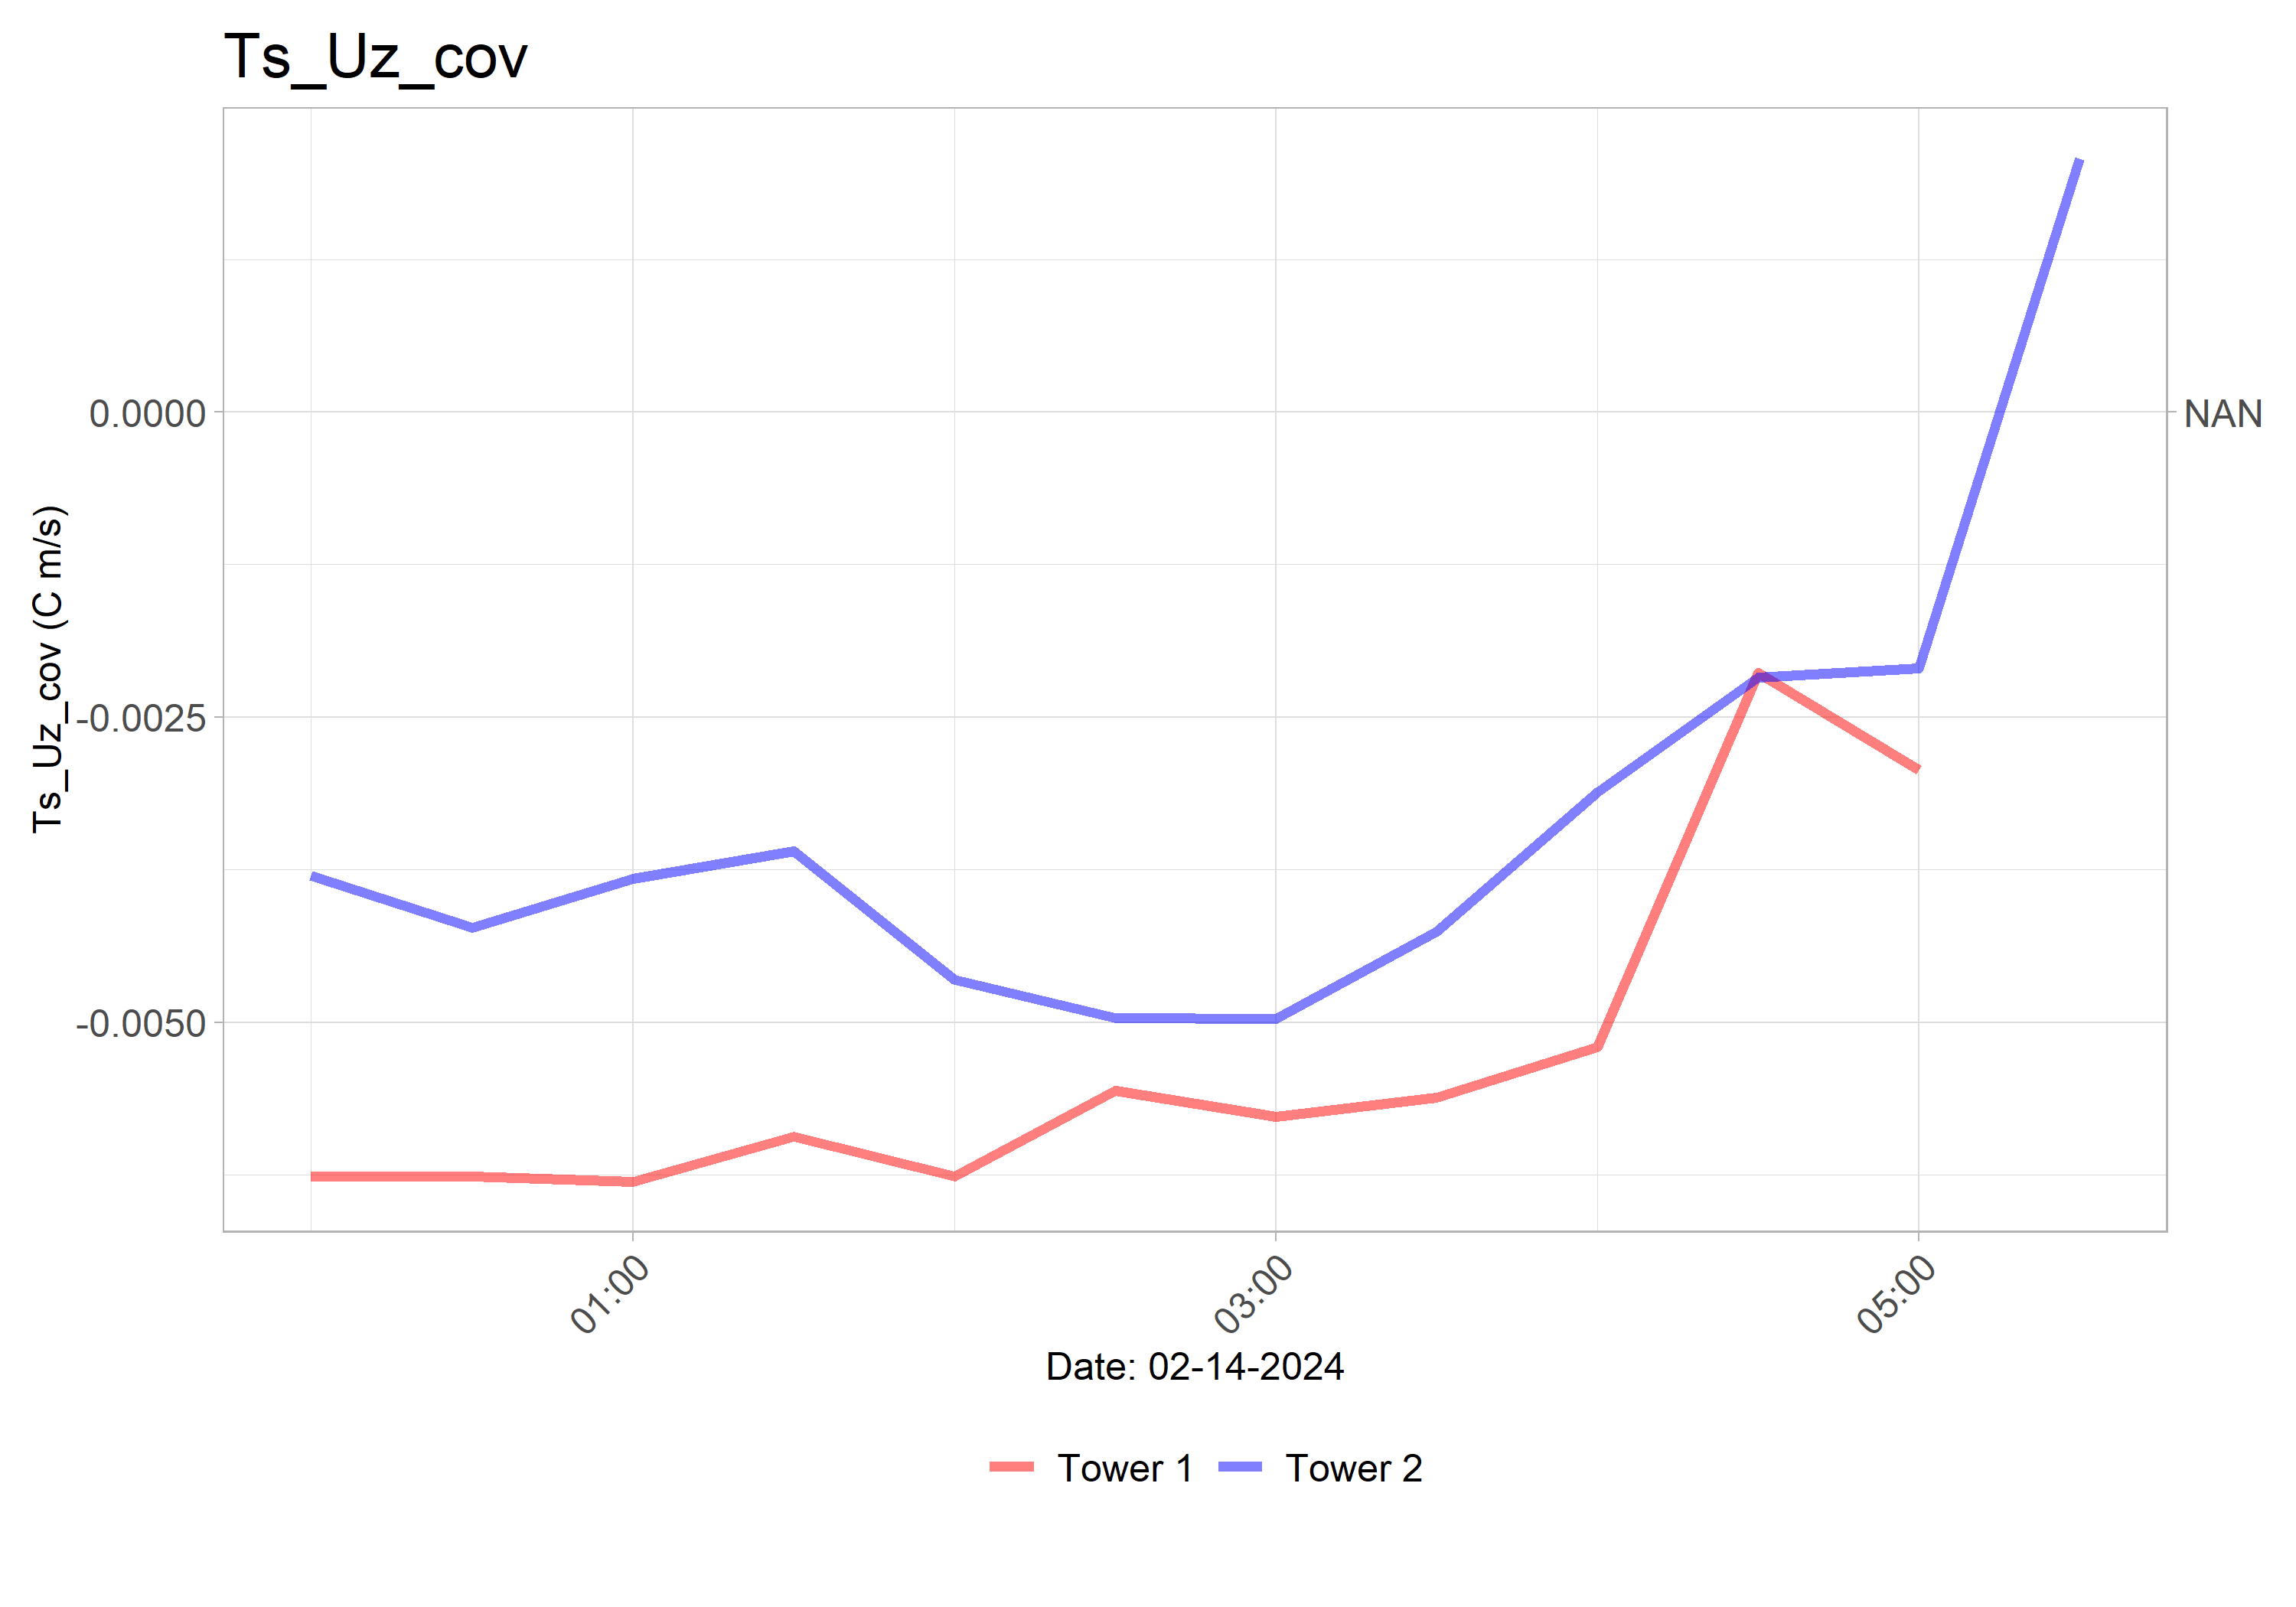 Ts_Uz_cov
Ts_Uz_cov (C m/s)
0.0000
-0.0025
-0.0050
NAN
01:00
03:00
05:00
Date: 02-14-2024
Tower 1
Tower 2